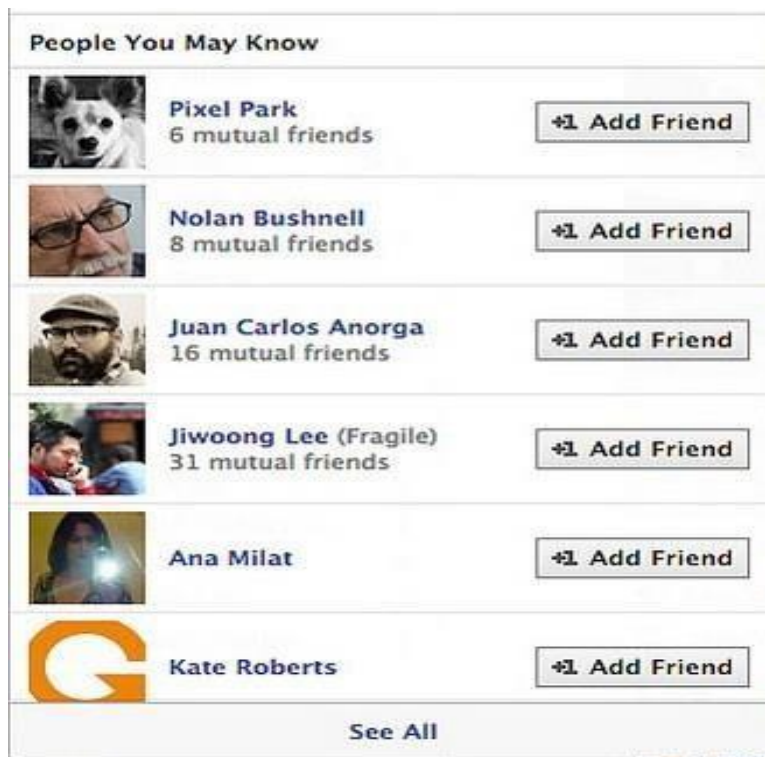 People You May Know
Pixel Park
6 mutual friends
+1 Add Friend
Nolan Bushnell
8 mutual friends
+1 Add Friend
Juan Carlos Anorga
16 mutual friends
+1 Add Friend
Jiwoong Lee (Fragile)
31 mutual friends
+1 Add Friend
Ana Milat
+1 Add Friend
Kate Roberts
+1 Add Friend
See All